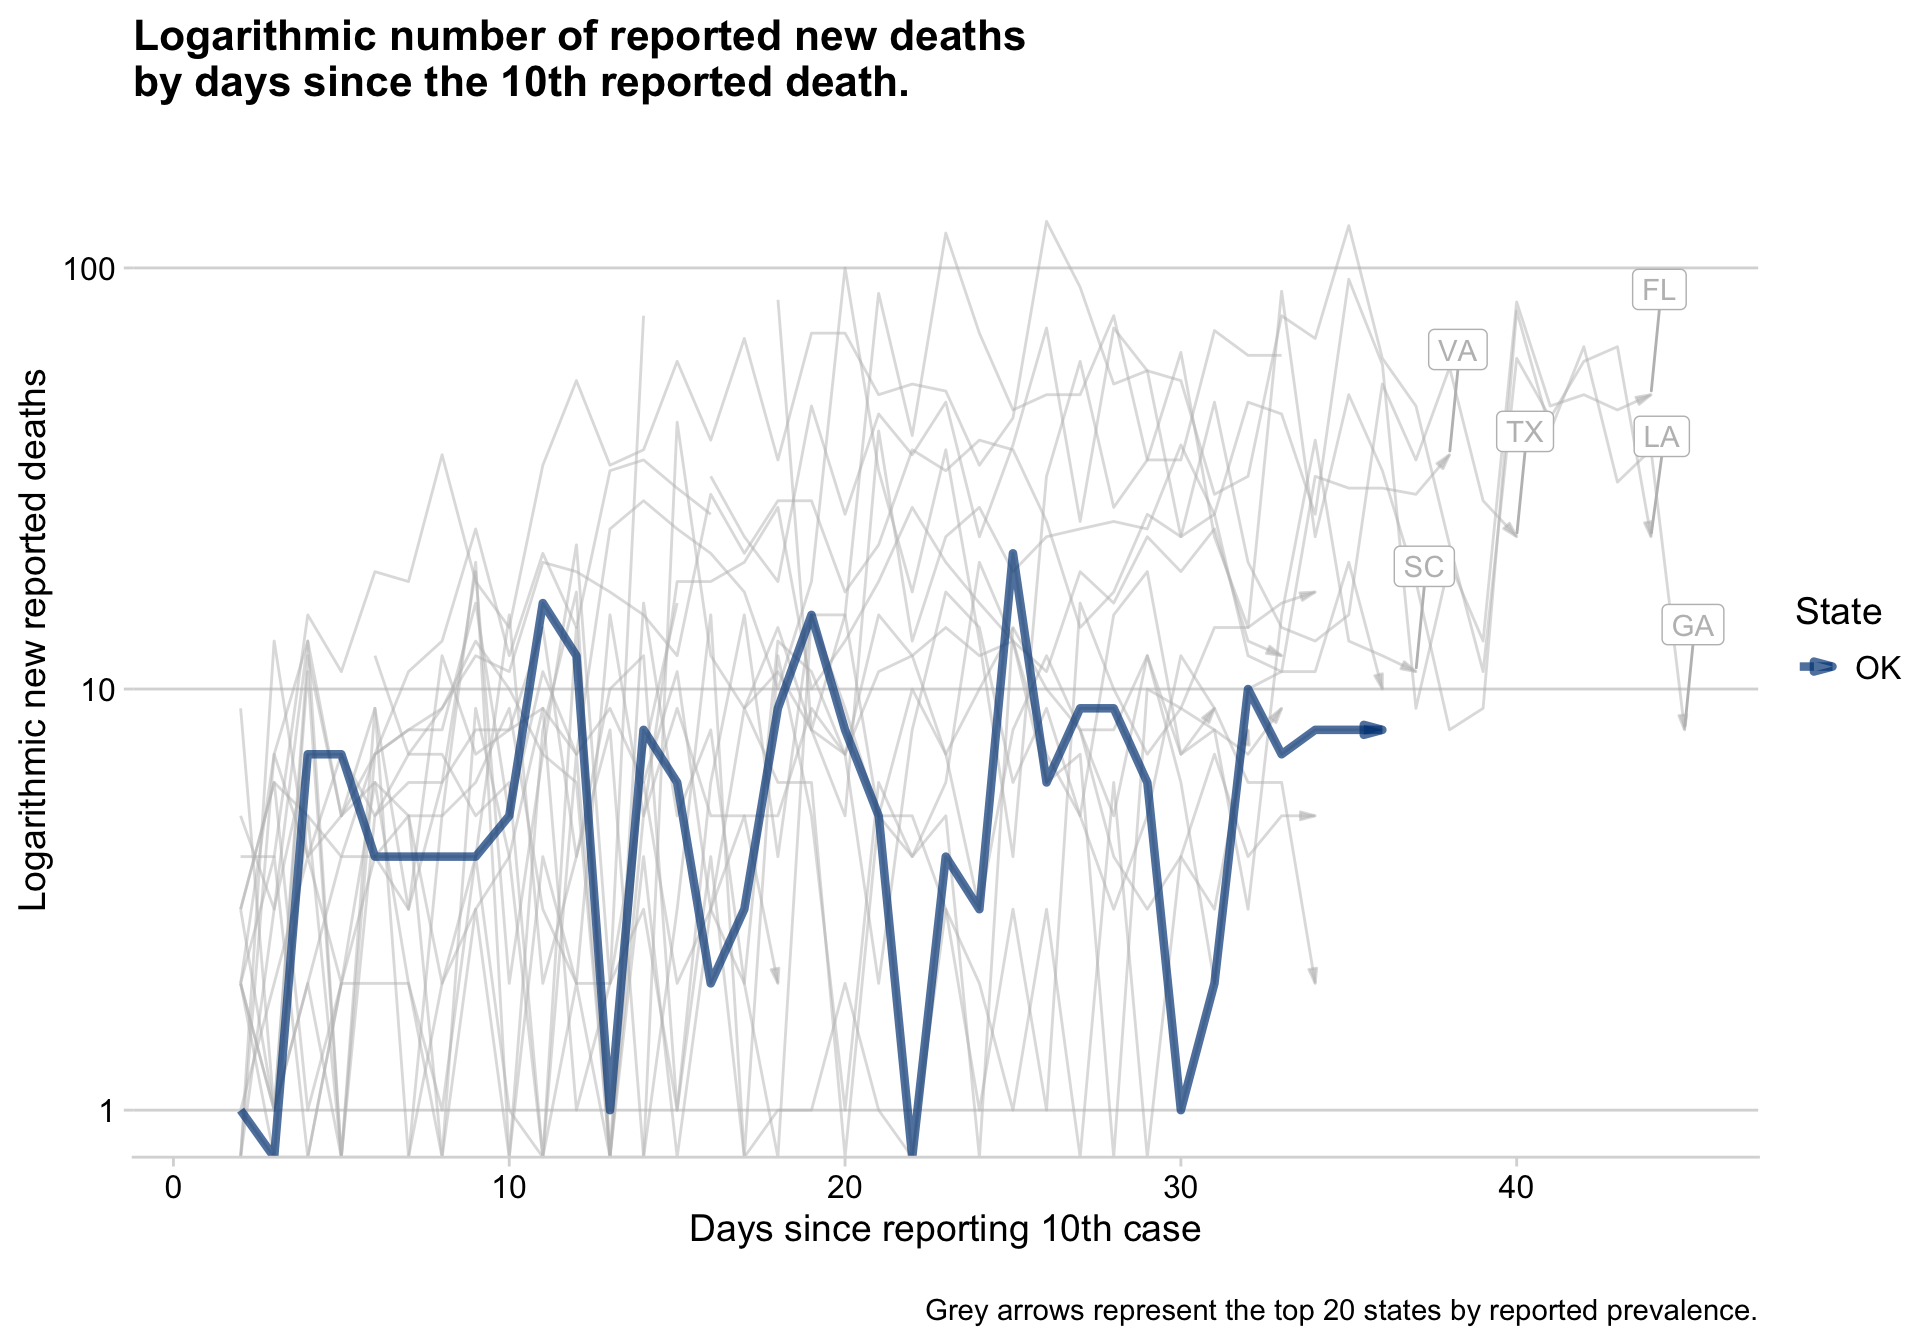 Logarithmic number of reported new deaths
by days since the 10th reported death.
Logarithmic new reported deaths
100
10
1
FL
VA
TX
LA
SC
GA
State
OK
0
10
20
30
40
Days since reporting 10th case
Grey arrows represent the top 20 states by reported prevalence.